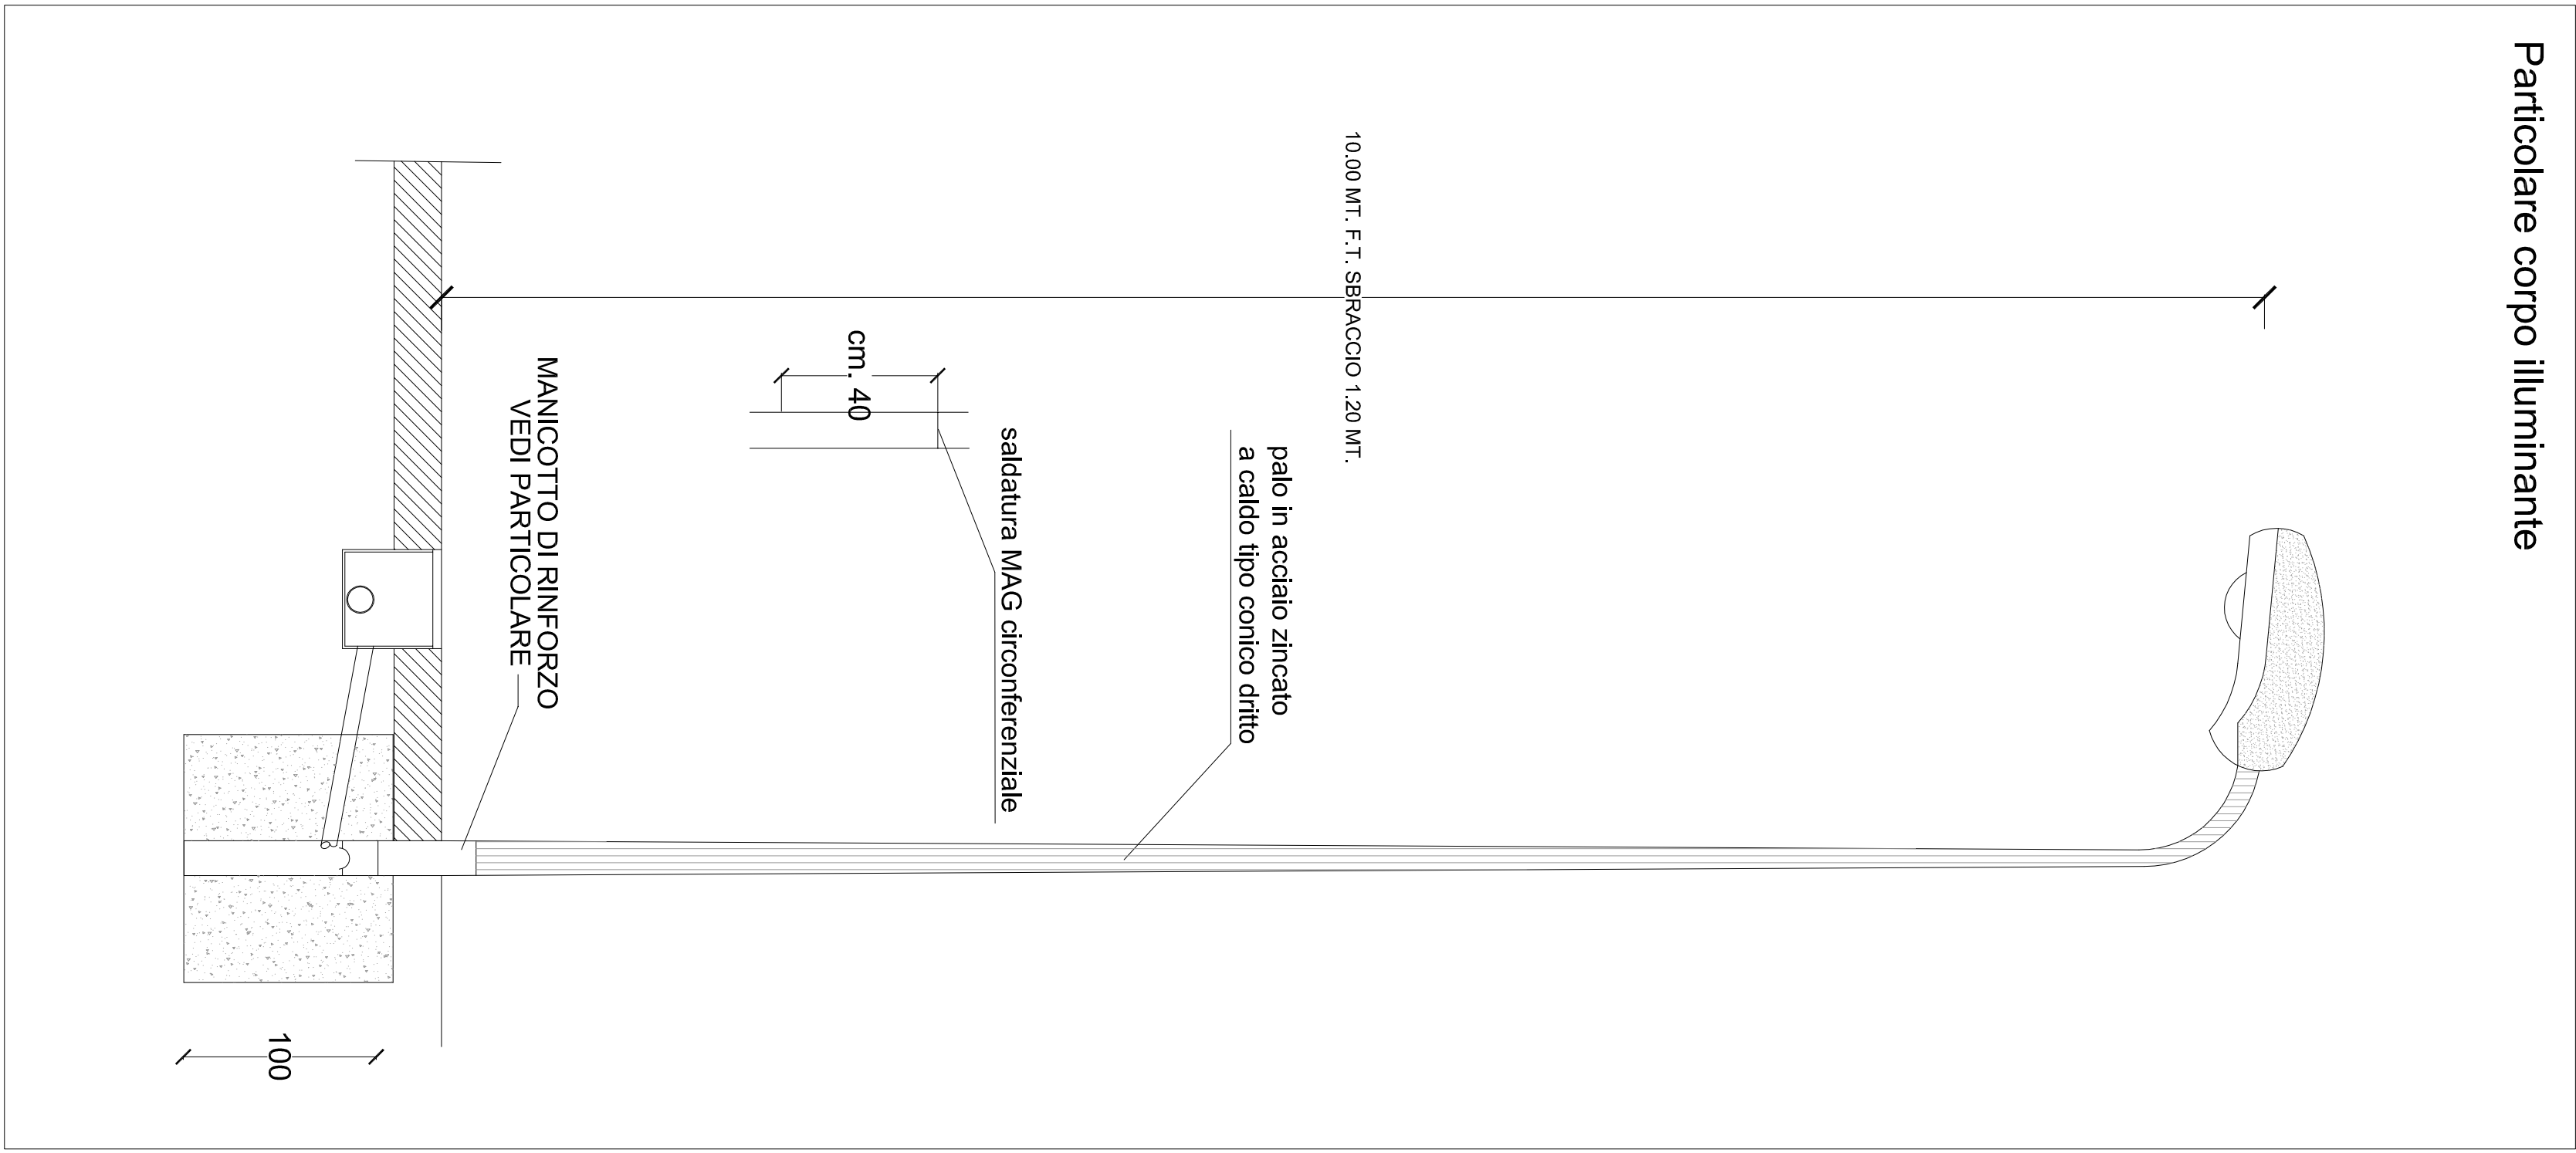 Particolare corpo illuminante
10.00 MT. F.T. SBRACCIO 1.20 MT.
palo in acciaio zincato
a caldo tipo conico dritto
saldatura MAG circonferenziale
cm. 40
MANICOTTO DI RINFORZO
VEDI PARTICOLARE
100